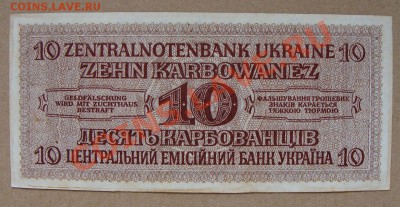 COINS.LAVE.RU
10 ZENTRALNOTENBANK UKRAINE 10
ZEHN KARBOWANEZ
GELDFÄLSCHUNG
WIRD MIT ZUCHTHAUS
BESTRAFT
10
ФАЛЬШУВАННЯ ГРОШЕВИХ
ЗНАКІВ КАРАЄТЬСЯ
ТЯЖКОЮ ТЮРМОЮ
ДЕСЯТЬ КАРБОВАНЦІВ
10 ЦЕНТРАЛЬНИЙ ЕМІСІЙНИЙ БАНК УКРАЇНА 10